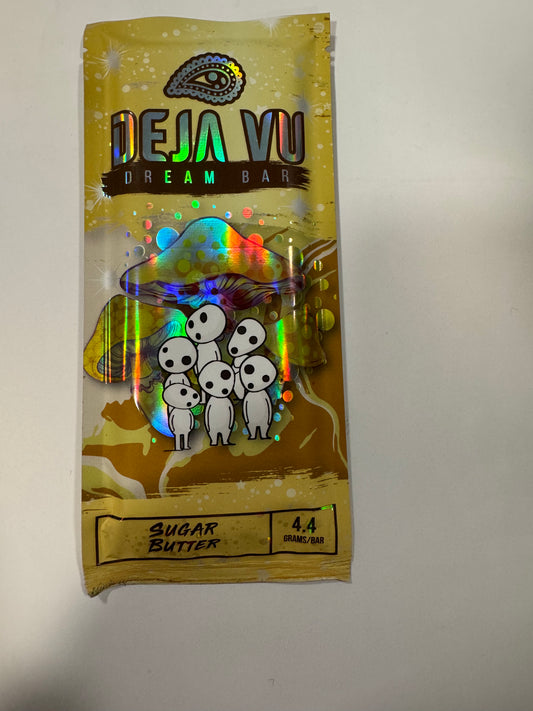 DEJA VU
DREAM BAR
SUGAR
BUTTER
4.4
GRAMS/BAR